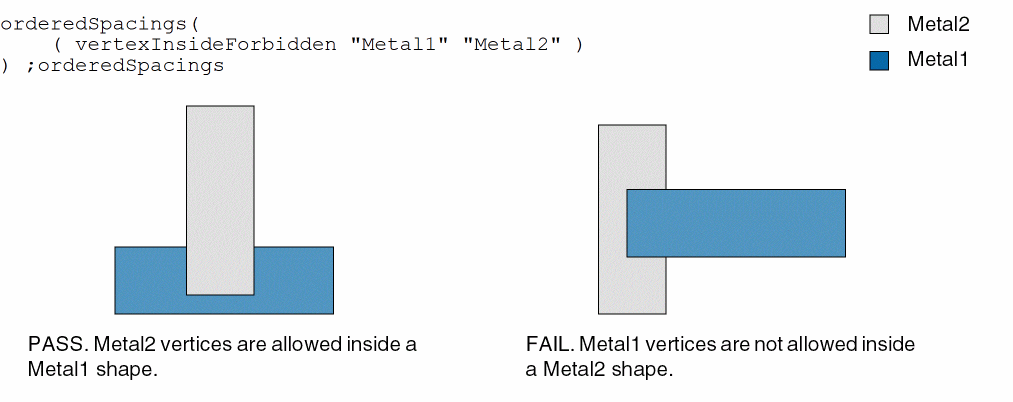 orderedSpacings(
( vertexInsideForbidden "Metal1" "Metal2" )
) ;orderedSpacings
Metal2
Metal1
PASS. Metal2 vertices are allowed inside a
Metal1 shape.
FAIL. Metal1 vertices are not allowed inside
a Metal2 shape.